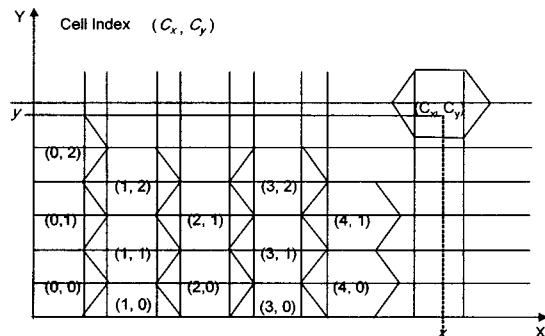 Y
Cell Index (Cx, Cy)
(Cx, Cy)
y
(0, 2)
(1, 2)
(3, 2)
(0,1)
(2, 1)
(4, 1)
(1, 1)
(3, 1)
(0, 0)
(2,0)
(4, 0)
(1, 0)
(3, 0)
x
X